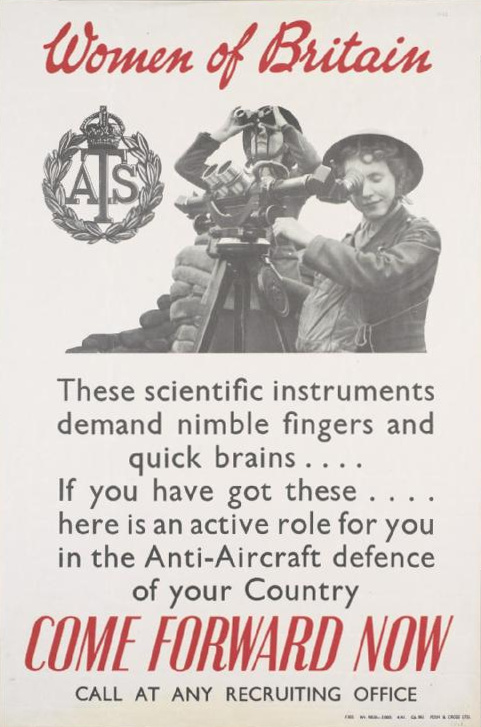 Women of Britain
ATS
These scientific instruments
demand nimble fingers and
quick brains . . . .
If you have got these . . . .
here is an active role for you
in the Anti-Aircraft defence
of your Country
COME FORWARD NOW
CALL AT ANY RECRUITING OFFICE